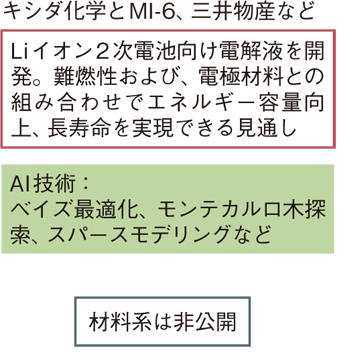 キシダ化学とMI-6、三井物産など
Liイオン２次電池向け電解液を開
発。難燃性および、電極材料との
組み合わせでエネルギー容量向
上、長寿命を実現できる見通し
AI技術：
ベイズ最適化、モンテカルロ木探
索、スパースモデリングなど
材料系は非公開